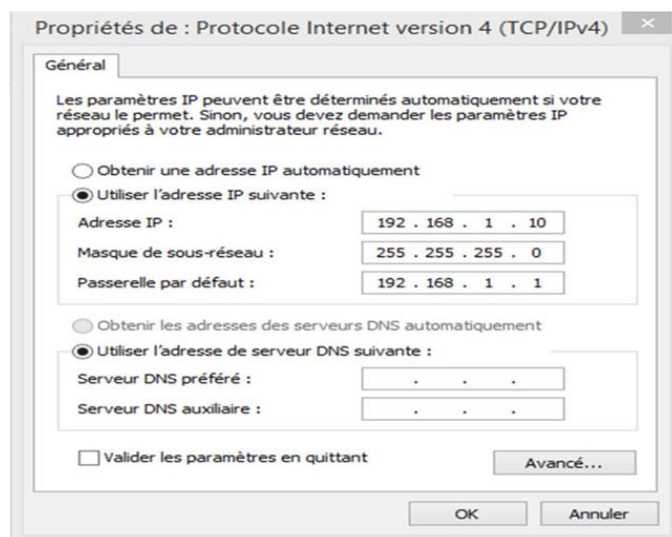 Propriétés de : Protocole Internet version 4 (TCP/IPv4)
Général
Les paramètres IP peuvent être déterminés automatiquement si votre
réseau le permet. Sinon, vous devez demander les paramètres IP
appropriés à votre administrateur réseau.
Obtenir une adresse IP automatiquement
Utiliser l'adresse IP suivante :
Adresse IP : 192 . 168 . 1 . 10
Masque de sous-réseau : 255 . 255 . 255 . 0
Passerelle par défaut : 192 . 168 . 1 . 1
Obtenir les adresses des serveurs DNS automatiquement
Utiliser l'adresse de serveur DNS suivante :
Serveur DNS préféré : . . .
Serveur DNS auxiliaire : . . .
Valider les paramètres en quittant
Avancé...
OK Annuler